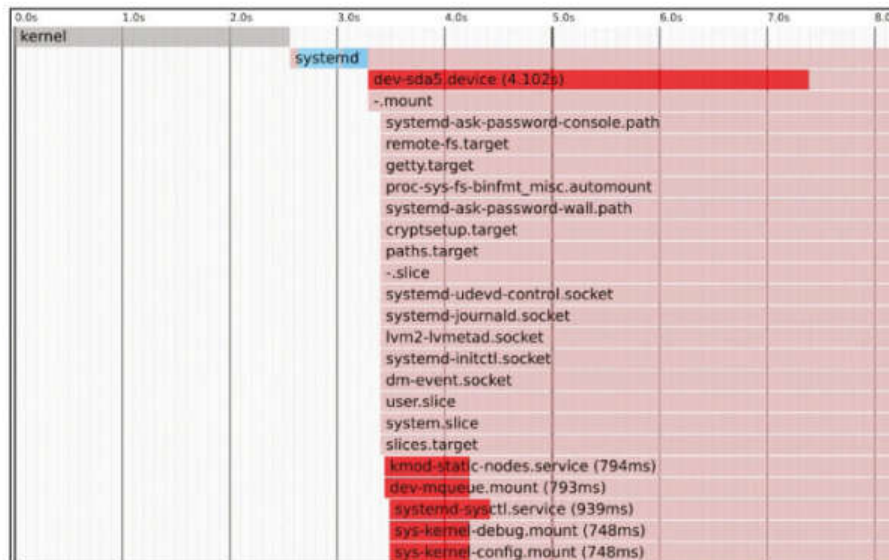 0.0s 1.0s 2.0s 3.0s 4.0s 5.0s 6.0s 7.0s 8.0
kernel
systemd
dev-sda5.device (4.102s)
-.mount
systemd-ask-password-console.path
remote-fs.target
getty.target
proc-sys-fs-binfmt_misc.automount
systemd-ask-password-wall.path
cryptsetup.target
paths.target
-.slice
systemd-udevd-control.socket
systemd-journald.socket
lvm2-lvmetad.socket
systemd-initctl.socket
dm-event.socket
user.slice
system.slice
slices.target
kmod-static-nodes.service (794ms)
dev-mqueue.mount (793ms)
systemd-sysctl.service (939ms)
sys-kernel-debug.mount (748ms)
sys-kernel-config.mount (748ms)